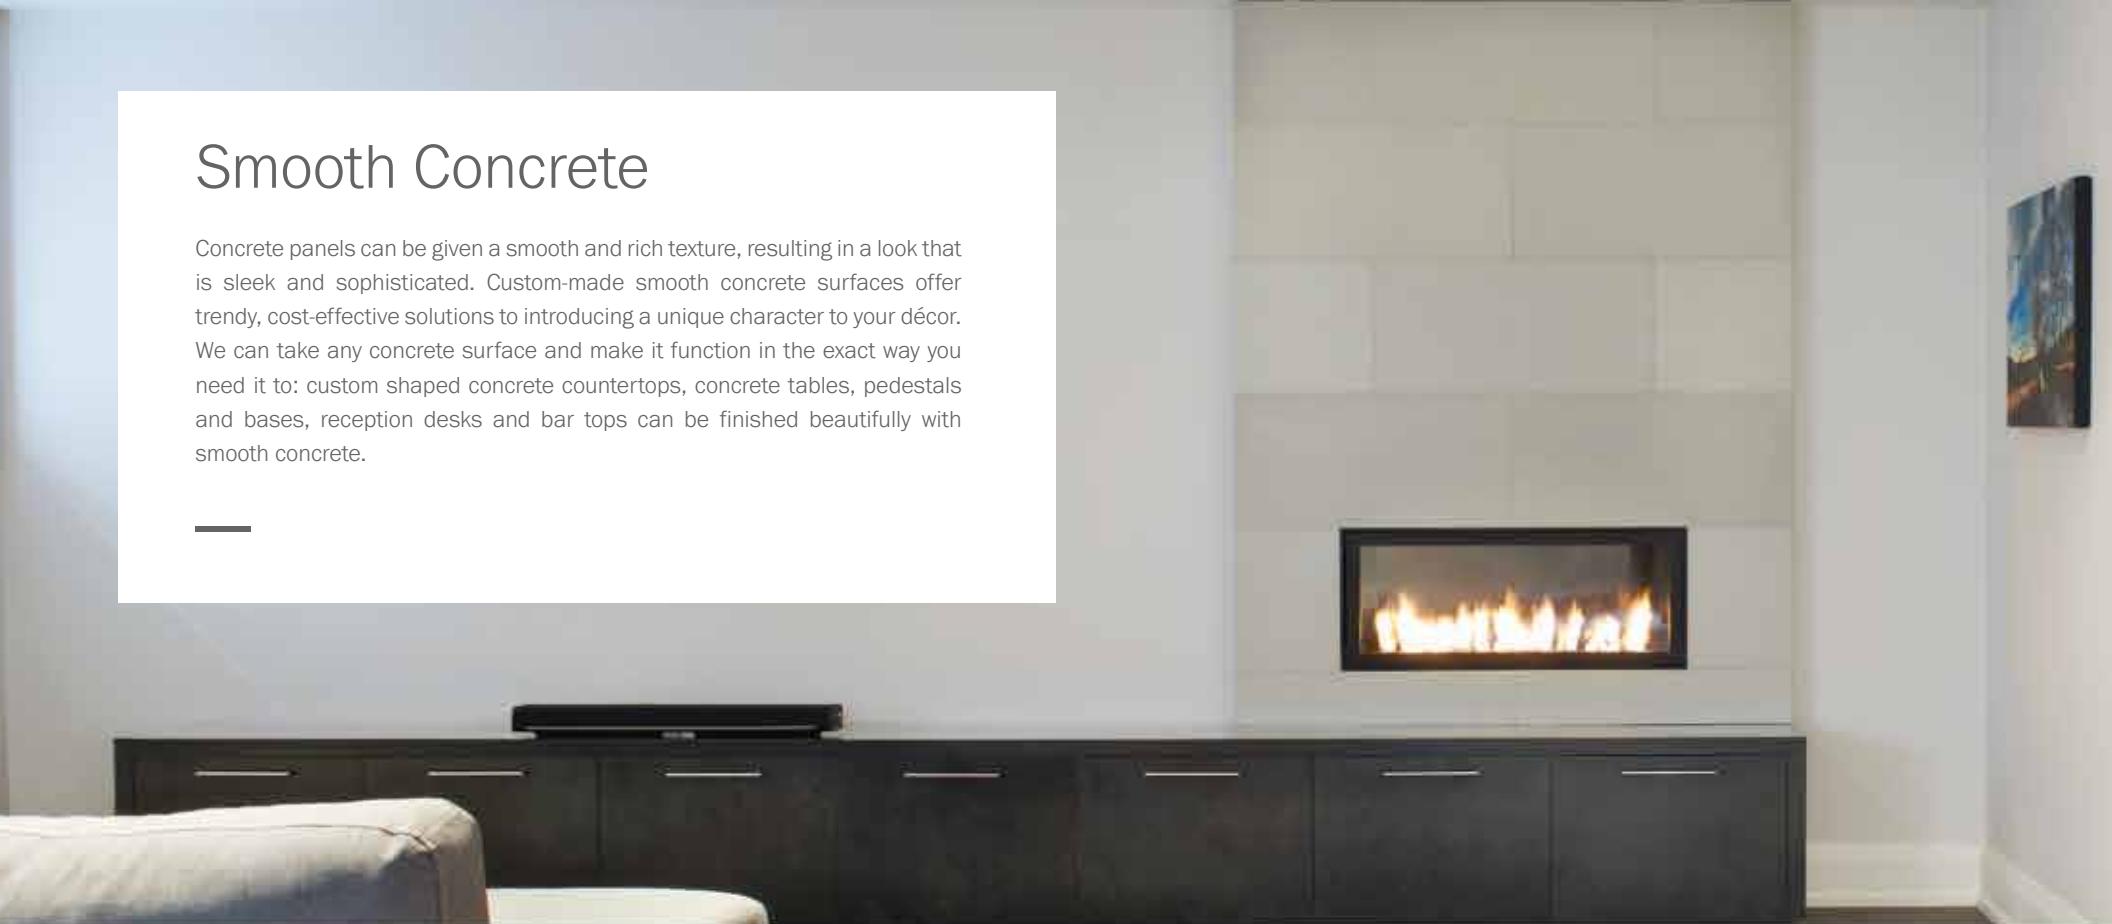 Smooth Concrete
Concrete panels can be given a smooth and rich texture, resulting in a look that
is sleek and sophisticated. Custom-made smooth concrete surfaces offer
trendy, cost-effective solutions to introducing a unique character to your décor.
We can take any concrete surface and make it function in the exact way you
need it to: custom shaped concrete countertops, concrete tables, pedestals
and bases, reception desks and bar tops can be finished beautifully with
smooth concrete.